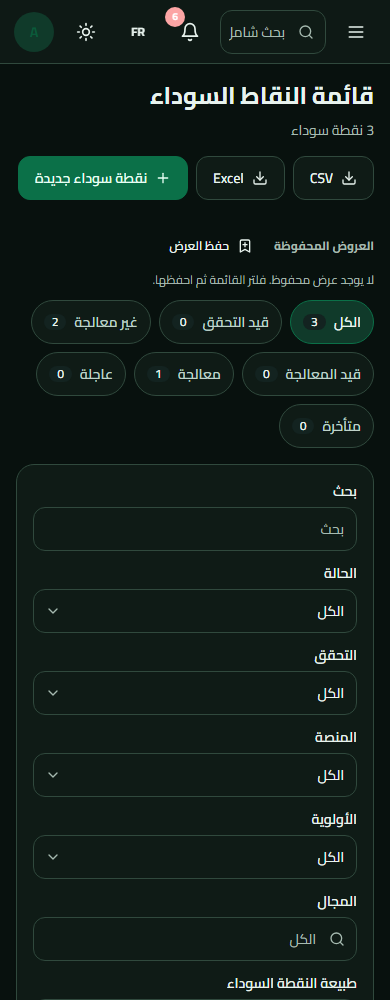 بحث شامل
6
FR
A
قائمة النقاط السوداء
3 نقطة سوداء
CSV
Excel
نقطة سوداء جديدة
العروض المحفوظة
حفظ العرض
لا يوجد عرض محفوظ. فلتر القائمة ثم احفظها.
الكل 3
قيد التحقق 0
غير معالجة 2
قيد المعالجة 0
معالجة 1
عاجلة 0
متأخرة 0
بحث
بحث
الحالة
الكل
التحقق
الكل
المنصة
الكل
الأولوية
الكل
المجال
الكل
طبيعة النقطة السوداء